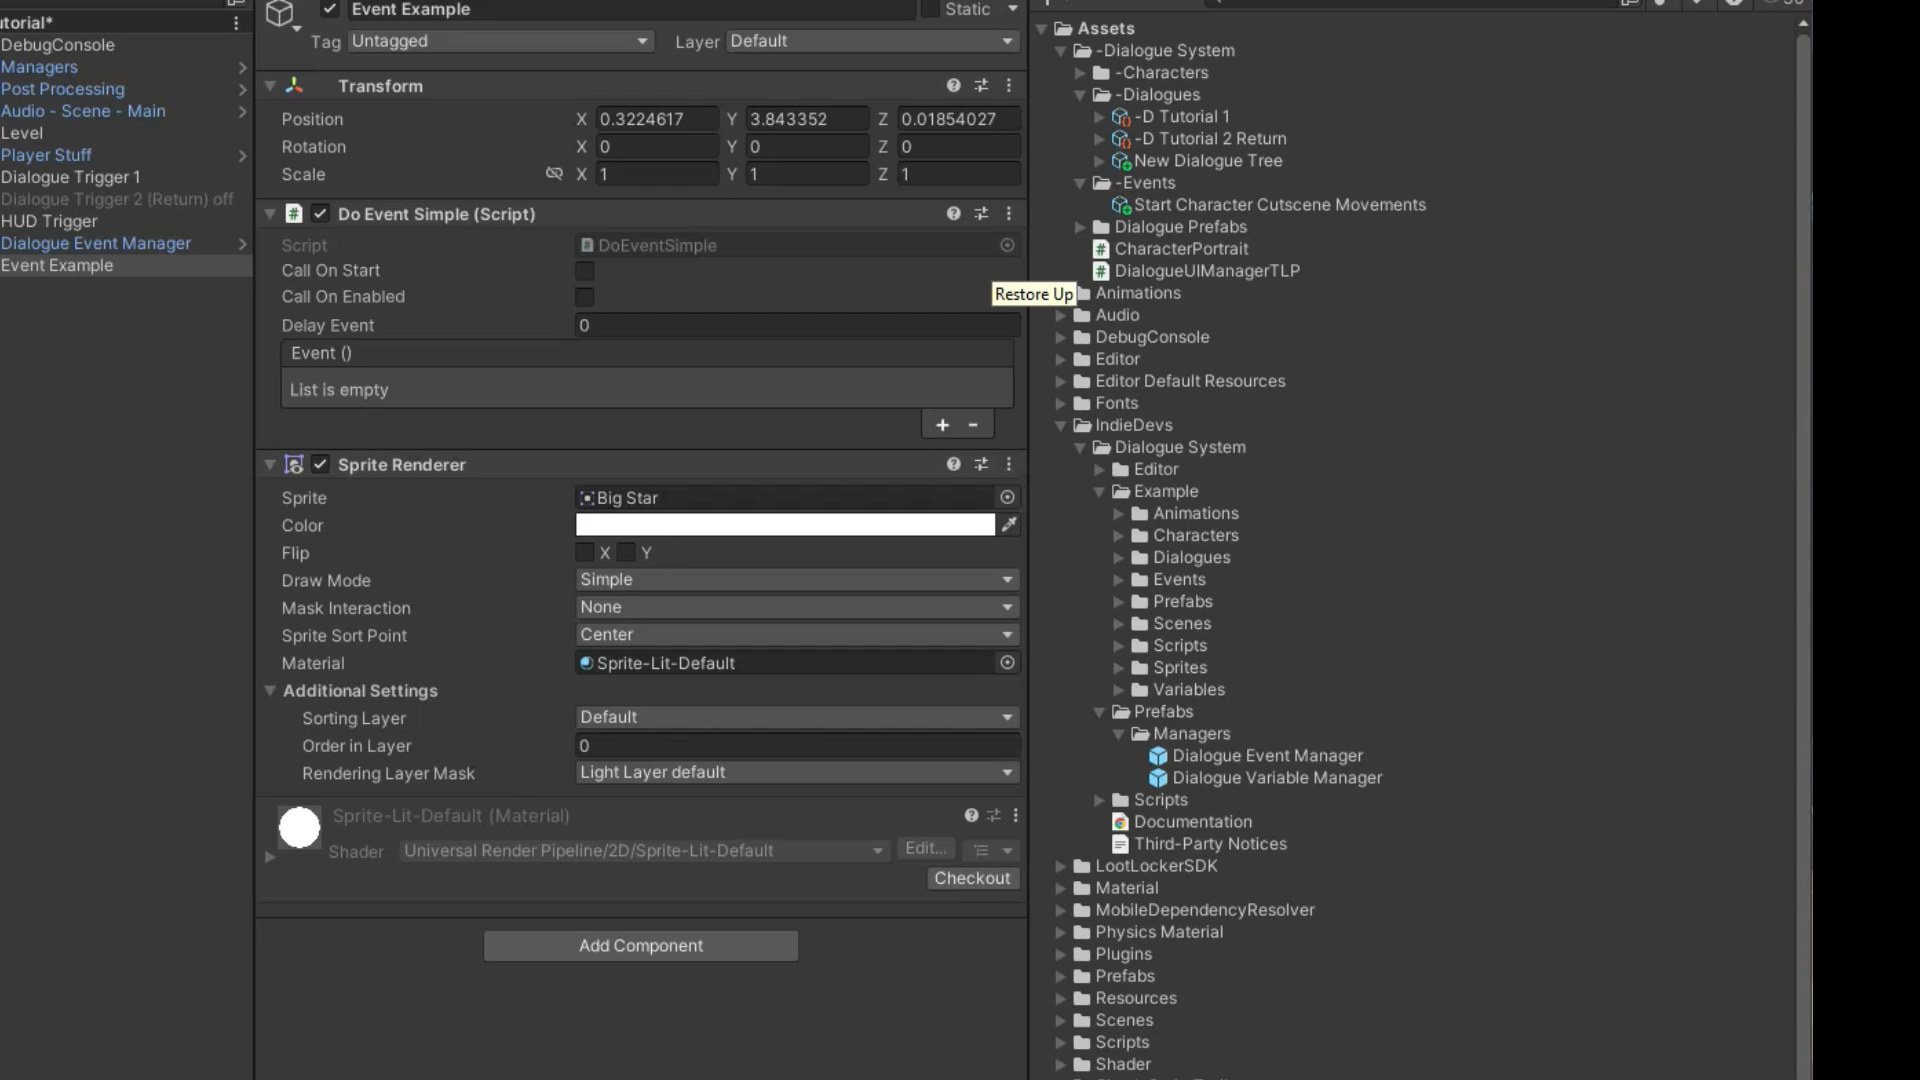 utorial*
DebugConsole
Managers
Post Processing
Audio - Scene - Main
Level
Player Stuff
Dialogue Trigger 1
Dialogue Trigger 2 (Return) off
HUD Trigger
Dialogue Event Manager
Event Example
Event Example
Static
Tag Untagged Layer Default
Transform
Position X 0.3224617 Y 3.843352 Z 0.01854027
Rotation X 0 Y 0 Z 0
Scale X 1 Y 1 Z 1
# Do Event Simple (Script)
Script DoEventSimple
Call On Start
Call On Enabled
Delay Event 0
Event ()
List is empty
+ -
Sprite Renderer
Sprite Big Star
Color
Flip X Y
Draw Mode Simple
Mask Interaction None
Sprite Sort Point Center
Material Sprite-Lit-Default
Additional Settings
Sorting Layer Default
Order in Layer 0
Rendering Layer Mask Light Layer default
Sprite-Lit-Default (Material)
Shader Universal Render Pipeline/2D/Sprite-Lit-Default Edit...
Checkout
Add Component
Restore Up
Assets
-Dialogue System
-Characters
-Dialogues
-D Tutorial 1
-D Tutorial 2 Return
New Dialogue Tree
-Events
Start Character Cutscene Movements
Dialogue Prefabs
# CharacterPortrait
# DialogueUIManagerTLP
Animations
Audio
DebugConsole
Editor
Editor Default Resources
Fonts
IndieDevs
Dialogue System
Editor
Example
Animations
Characters
Dialogues
Events
Prefabs
Scenes
Scripts
Sprites
Variables
Prefabs
Managers
Dialogue Event Manager
Dialogue Variable Manager
Scripts
Documentation
Third-Party Notices
LootLockerSDK
Material
MobileDependencyResolver
Physics Material
Plugins
Prefabs
Resources
Scenes
Scripts
Shader